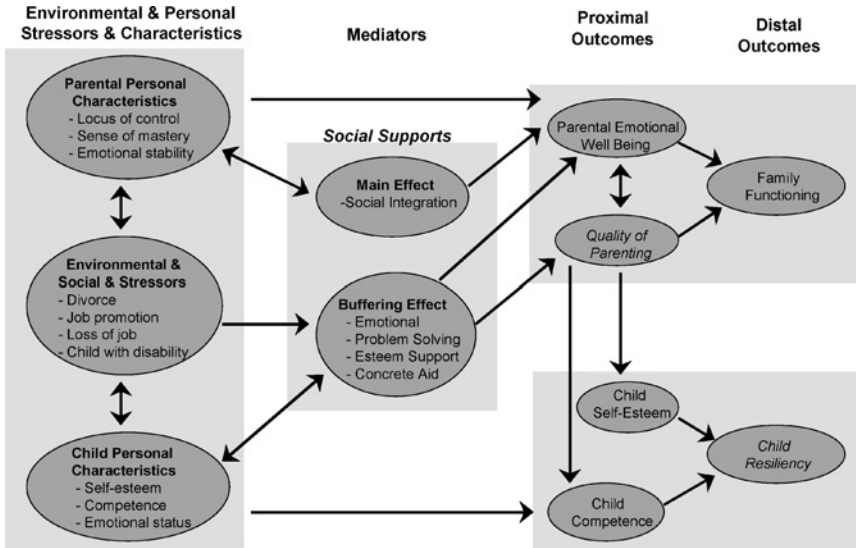 Environmental & Personal
Stressors & Characteristics
Mediators
Proximal
Outcomes
Distal
Outcomes
Parental Personal
Characteristics
- Locus of control
- Sense of mastery
- Emotional stability
Environmental &
Social & Stressors
- Divorce
- Job promotion
- Loss of job
- Child with disability
Child Personal
Characteristics
- Self-esteem
- Competence
- Emotional status
Social Supports
Main Effect
-Social Integration
Buffering Effect
- Emotional
- Problem Solving
- Esteem Support
- Concrete Aid
Parental Emotional
Well Being
Quality of
Parenting
Family
Functioning
Child
Self-Esteem
Child
Competence
Child
Resiliency